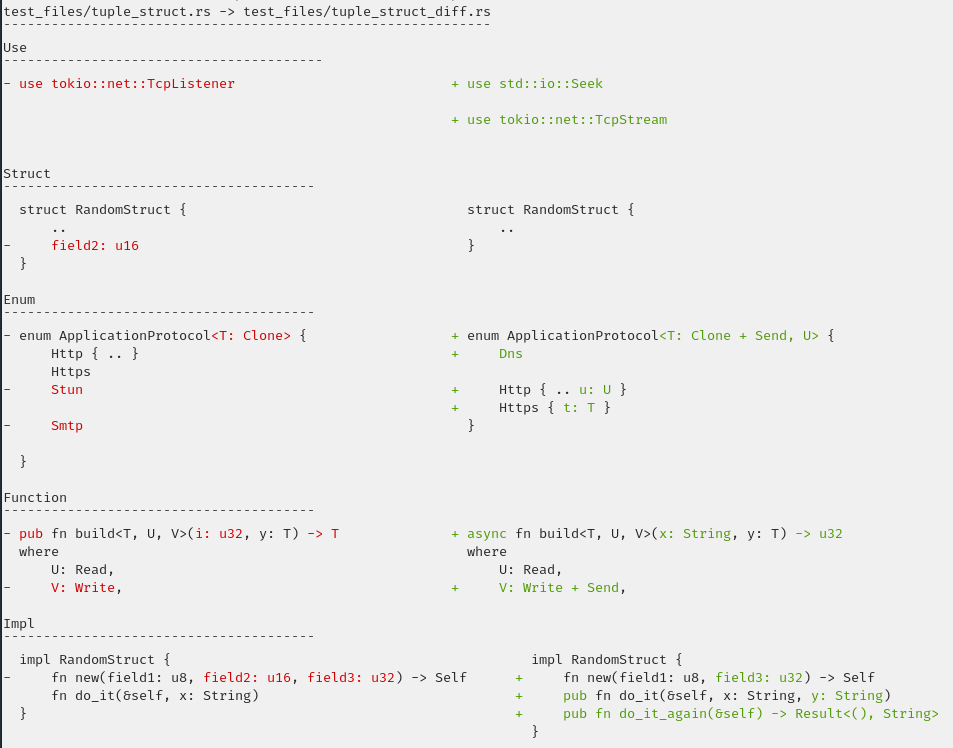 test_files/tuple_struct.rs -> test_files/tuple_struct_diff.rs
-------------------------------------------------------------
Use
----------------------------------------
- use tokio::net::TcpListener                           + use std::io::Seek
                                                        + use tokio::net::TcpStream
Struct
---------------------------------------
  struct RandomStruct {                                   struct RandomStruct {
      ..                                                      ..
-     field2: u16                                         }
  }
Enum
---------------------------------------
- enum ApplicationProtocol<T: Clone> {                  + enum ApplicationProtocol<T: Clone + Send, U> {
      Http { .. }                                       +     Dns
      Https
-     Stun                                              +     Http { .. u: U }
                                                        +     Https { t: T }
-     Smtp                                                }
  }
Function
---------------------------------------
- pub fn build<T, U, V>(i: u32, y: T) -> T              + async fn build<T, U, V>(x: String, y: T) -> u32
  where                                                   where
      U: Read,                                                U: Read,
-     V: Write,                                         +     V: Write + Send,
Impl
---------------------------------------
  impl RandomStruct {                                             impl RandomStruct {
-     fn new(field1: u8, field2: u16, field3: u32) -> Self      +     fn new(field1: u8, field3: u32) -> Self
      fn do_it(&self, x: String)                                +     pub fn do_it(&self, x: String, y: String)
  }                                                             +     pub fn do_it_again(&self) -> Result<(), String>
                                                                  }